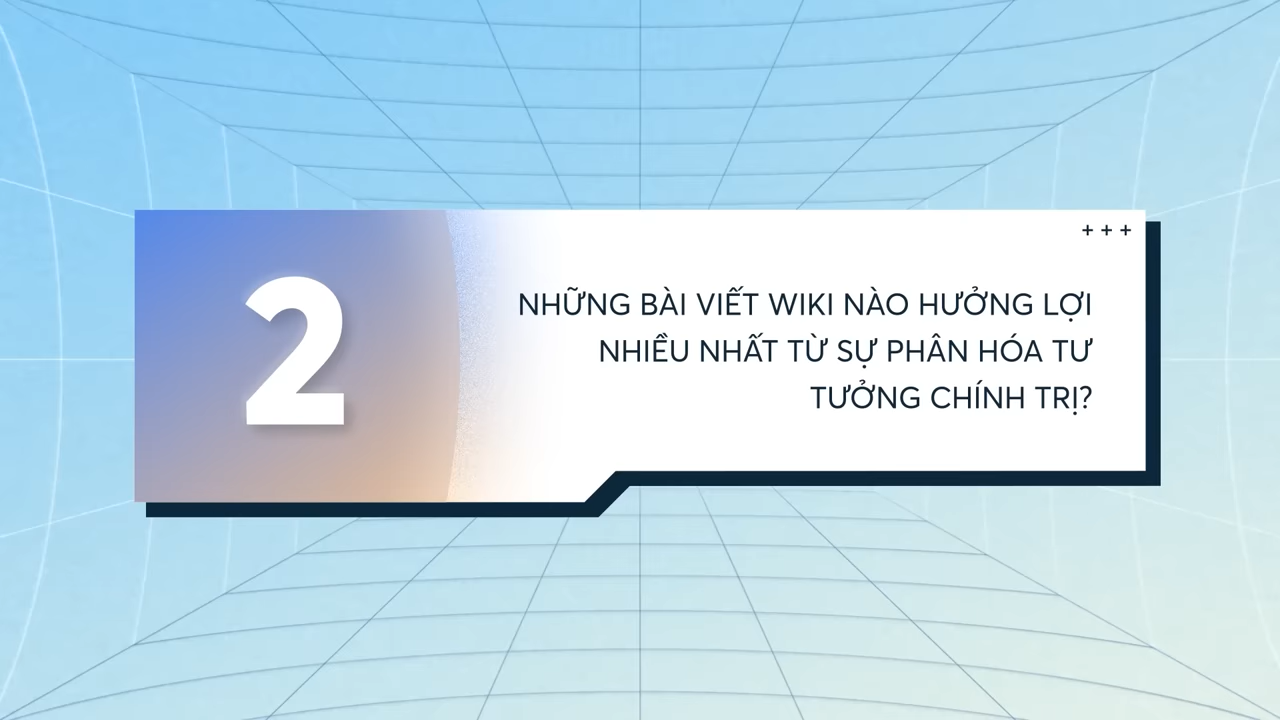 2
+ + +
NHỮNG BÀI VIẾT WIKI NÀO HƯỞNG LỢI
NHIỀU NHẤT TỪ SỰ PHÂN HÓA TƯ
TƯỞNG CHÍNH TRỊ?